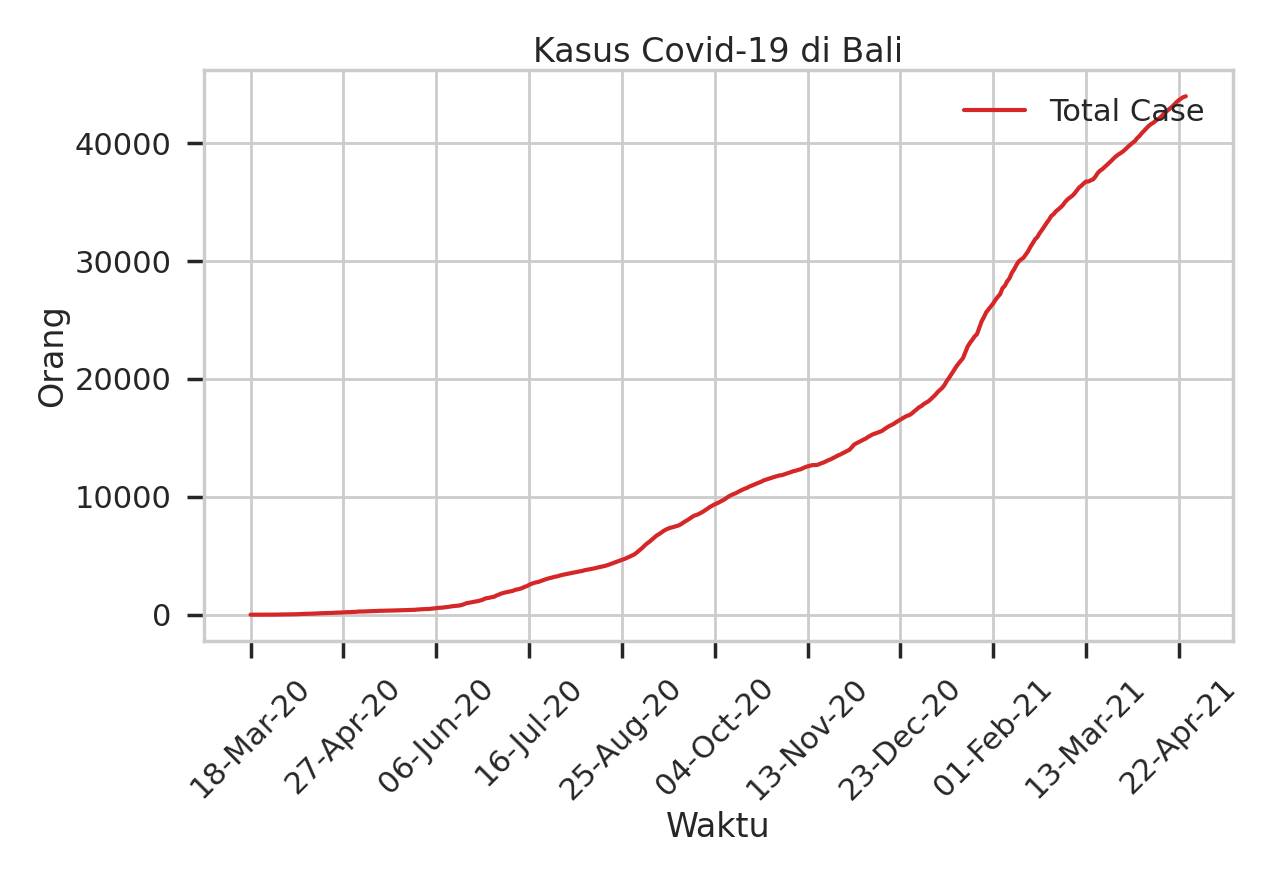 Kasus Covid-19 di Bali
Total Case
Orang
40000
30000
20000
10000
0
18-Mar-20
27-Apr-20
06-Jun-20
16-Jul-20
25-Aug-20
04-Oct-20
13-Nov-20
23-Dec-20
01-Feb-21
13-Mar-21
22-Apr-21
Waktu